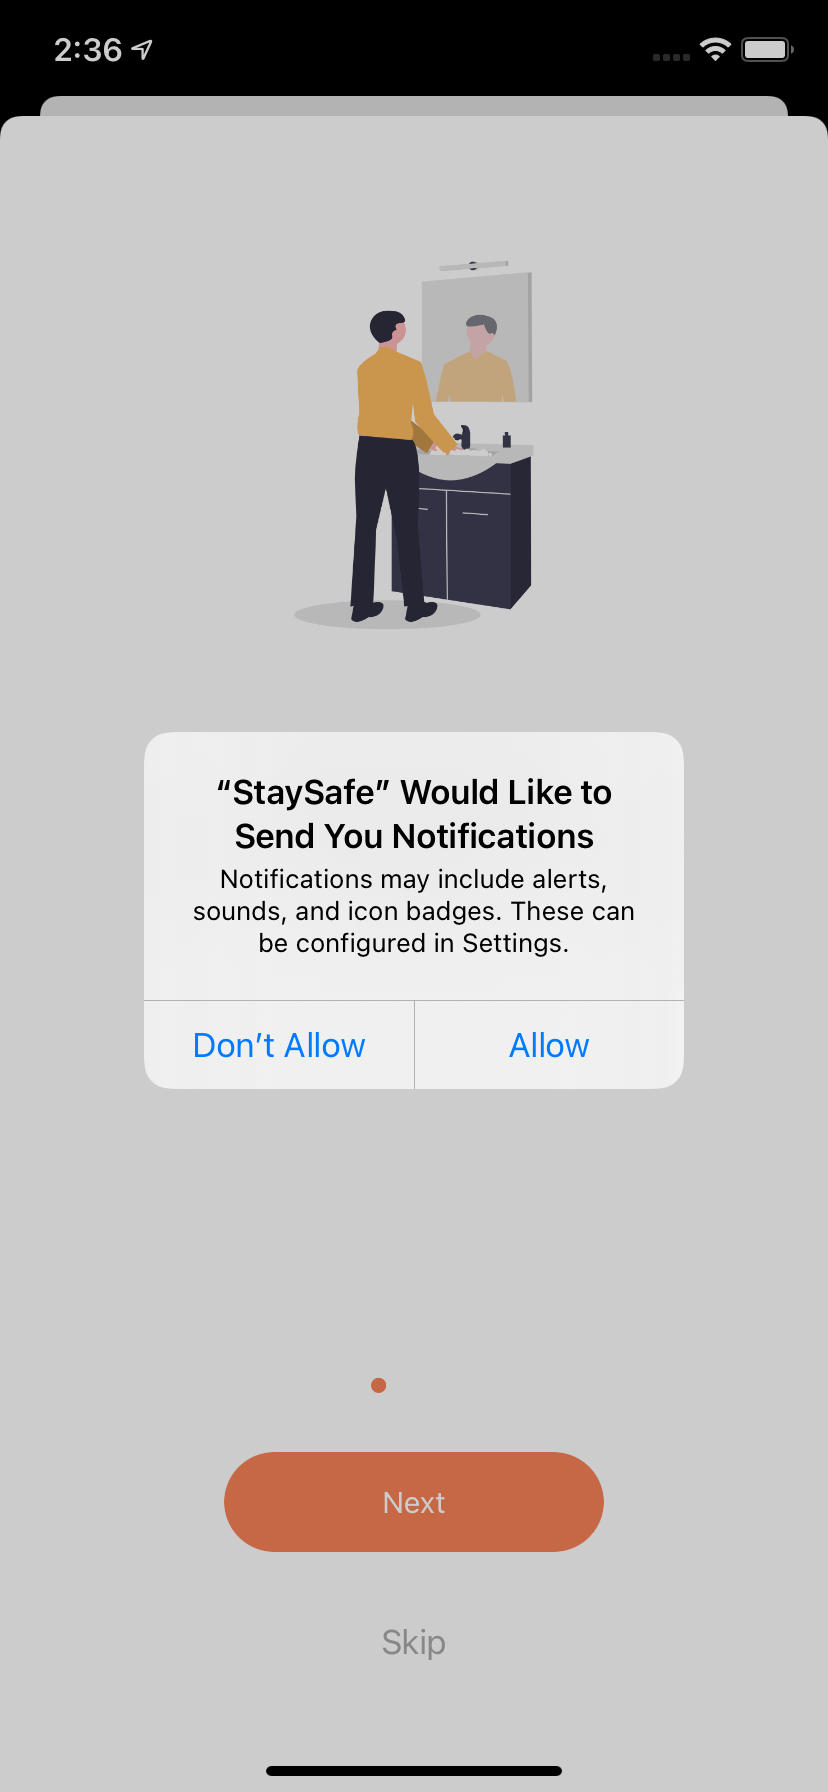 2:36
“StaySafe” Would Like to
Send You Notifications
Notifications may include alerts,
sounds, and icon badges. These can
be configured in Settings.
Don’t Allow
Allow
Next
Skip